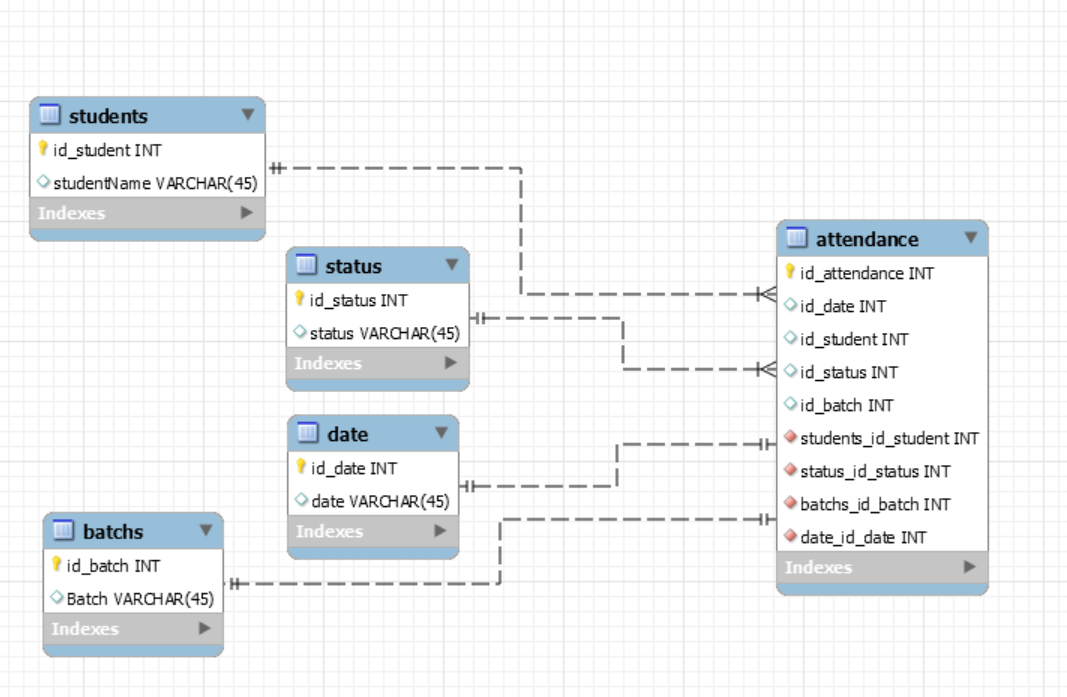 students
id_student INT
studentName VARCHAR(45)
Indexes
status
id_status INT
status VARCHAR(45)
Indexes
date
id_date INT
date VARCHAR(45)
Indexes
batchs
id_batch INT
Batch VARCHAR(45)
Indexes
attendance
id_attendance INT
id_date INT
id_student INT
id_status INT
id_batch INT
students_id_student INT
status_id_status INT
batchs_id_batch INT
date_id_date INT
Indexes